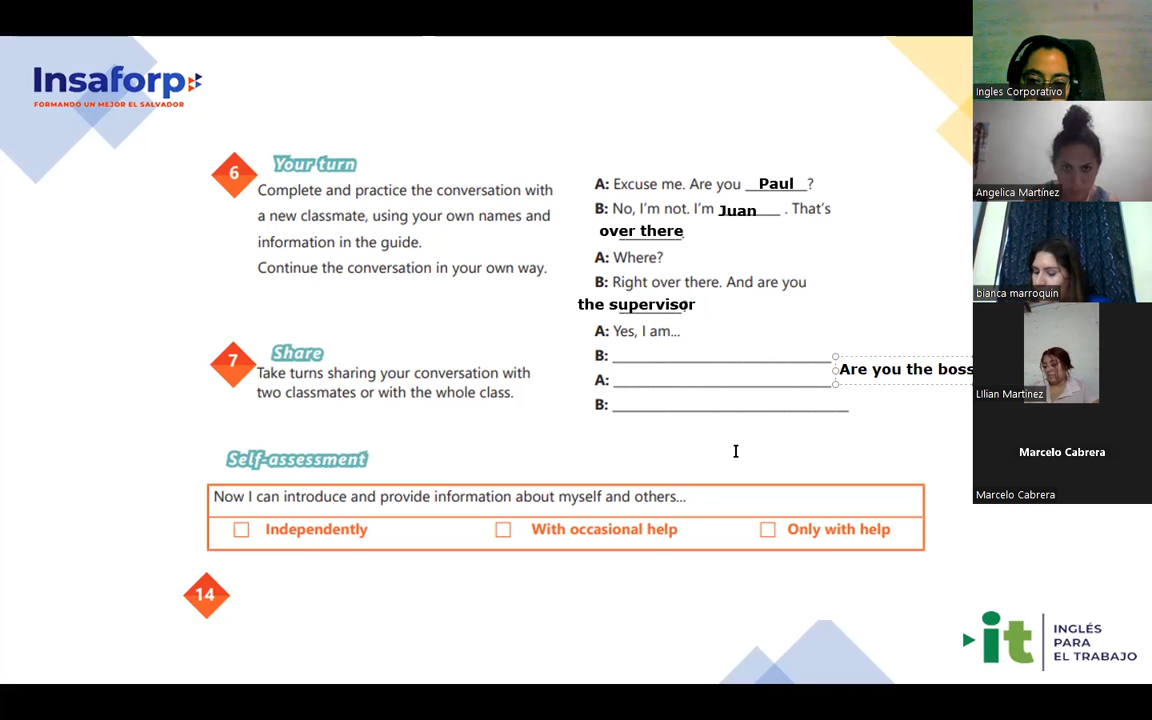 Insaforp
FORMANDO UN MEJOR EL SALVADOR
6
Your turn
Complete and practice the conversation with
a new classmate, using your own names and
information in the guide.
Continue the conversation in your own way.
7
Share
Take turns sharing your conversation with
two classmates or with the whole class.
A: Excuse me. Are you Paul ?
B: No, I'm not. I'm Juan . That's
over there.
A: Where?
B: Right over there. And are you
the supervisor?
A: Yes, I am...
B: ____________________
Are you the boss
A: ____________________
B: ____________________
Self-assessment
Now I can introduce and provide information about myself and others...
Independently
With occasional help
Only with help
14
it
INGLÉS
PARA
EL TRABAJO
Ingles Corporativo
Angelica Martínez
bianca marroquin
LIlian Martinez
Marcelo Cabrera
Marcelo Cabrera